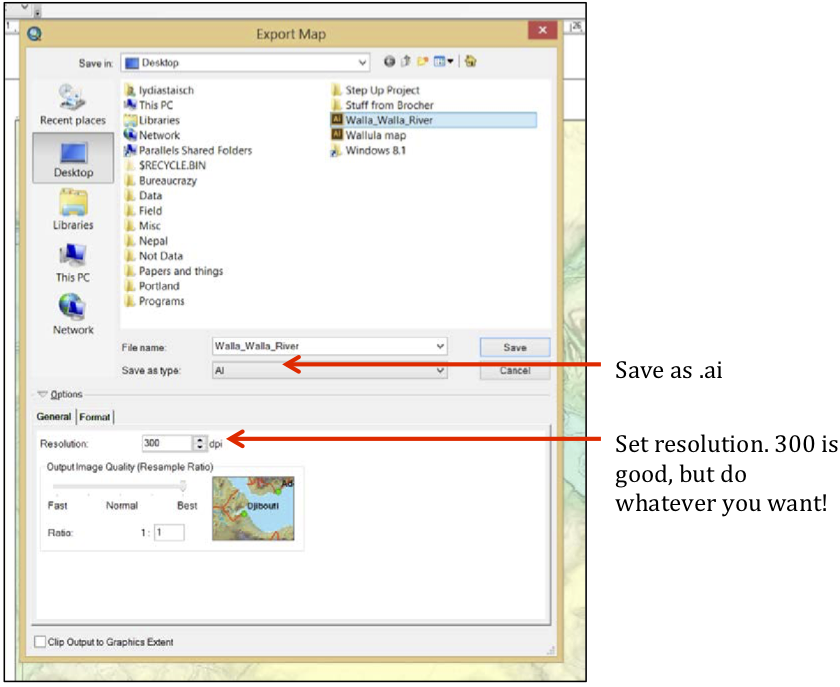 Export Map
Save in: Desktop
Recent places
Desktop
Libraries
This PC
Network
lydiastaisch
This PC
Libraries
Network
Parallels Shared Folders
$RECYCLE.BIN
Bureaucrazy
Data
Field
Misc
Nepal
Not Data
Papers and things
Portland
Programs
Step Up Project
Stuff from Brocher
Walla_Walla_River
Wallula map
Windows 8.1
File name: Walla_Walla_River Save
Save as type: AI Cancel
Save as .ai
Options
General Format
Resolution: 300 dpi
Set resolution. 300 is
good, but do
whatever you want!
Output Image Quality (Resample Ratio)
Fast Normal Best
Ratio: 1 : 1
Ad
Djibouti
Clip Output to Graphics Extent